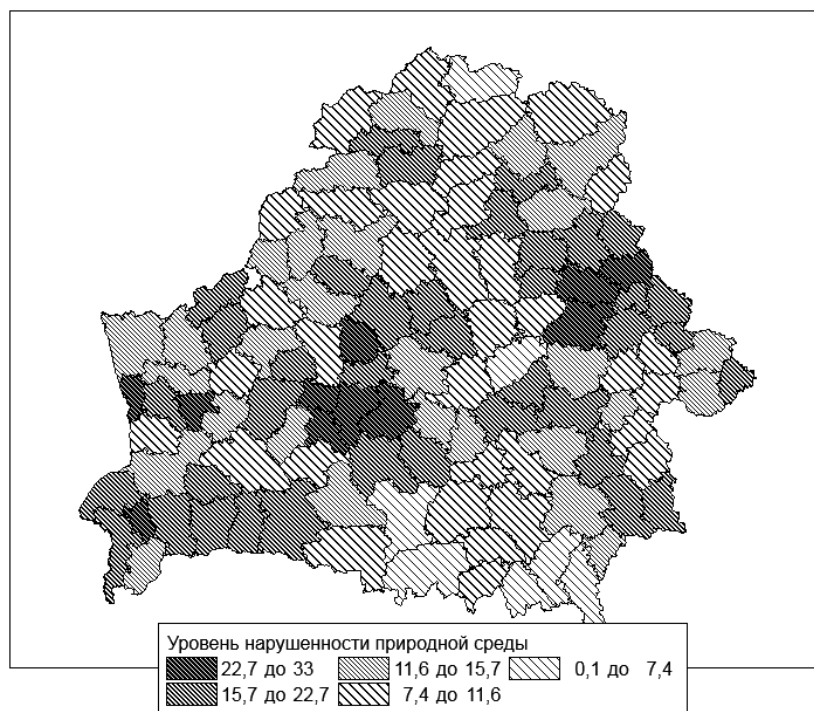 Уровень нарушенности природной среды
22,7 до 33 11,6 до 15,7 0,1 до 7,4
15,7 до 22,7 7,4 до 11,6